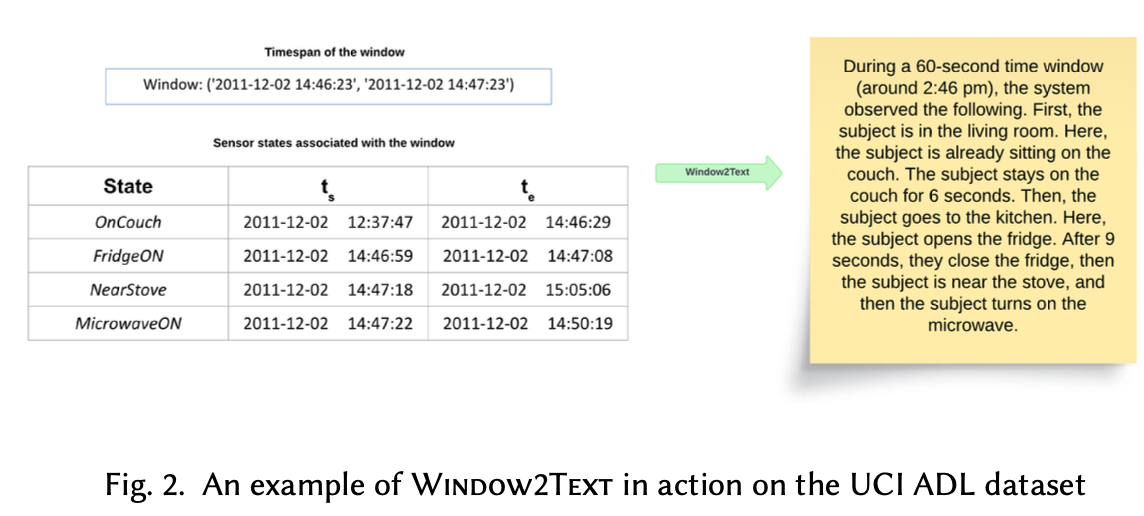 Timespan of the window
Window: ('2011-12-02 14:46:23', '2011-12-02 14:47:23')
Sensor states associated with the window
State ts te
OnCouch 2011-12-02 12:37:47 2011-12-02 14:46:29
FridgeON 2011-12-02 14:46:59 2011-12-02 14:47:08
NearStove 2011-12-02 14:47:18 2011-12-02 15:05:06
MicrowaveON 2011-12-02 14:47:22 2011-12-02 14:50:19
Window2Text
During a 60-second time window
(around 2:46 pm), the system
observed the following. First, the
subject is in the living room. Here,
the subject is already sitting on the
couch. The subject stays on the
couch for 6 seconds. Then, the
subject goes to the kitchen. Here,
the subject opens the fridge. After 9
seconds, they close the fridge, then
the subject is near the stove, and
then the subject turns on the
microwave.
Fig. 2. An example of Window2Text in action on the UCI ADL dataset